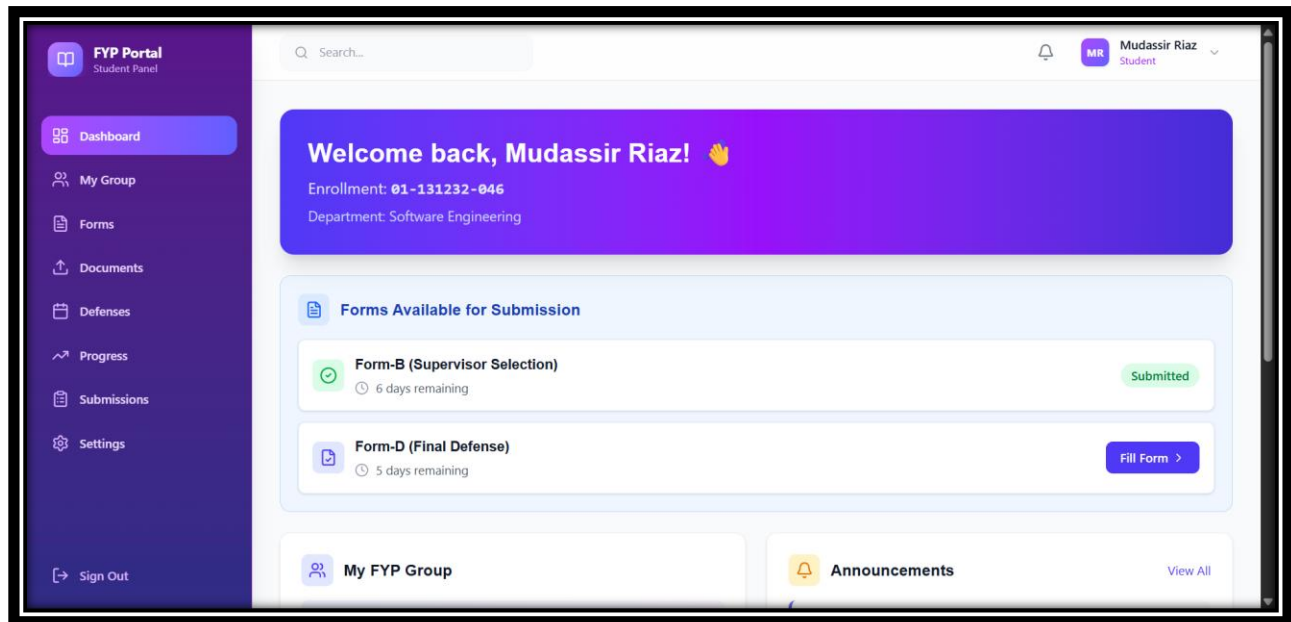 FYP Portal
Student Panel
Dashboard
My Group
Forms
Documents
Defenses
Progress
Submissions
Settings
Sign Out
Search...
MR
Mudassir Riaz
Student
Welcome back, Mudassir Riaz! 👋
Enrollment: 01-131232-046
Department: Software Engineering
Forms Available for Submission
Form-B (Supervisor Selection)
6 days remaining
Submitted
Form-D (Final Defense)
5 days remaining
Fill Form
My FYP Group
Announcements
View All